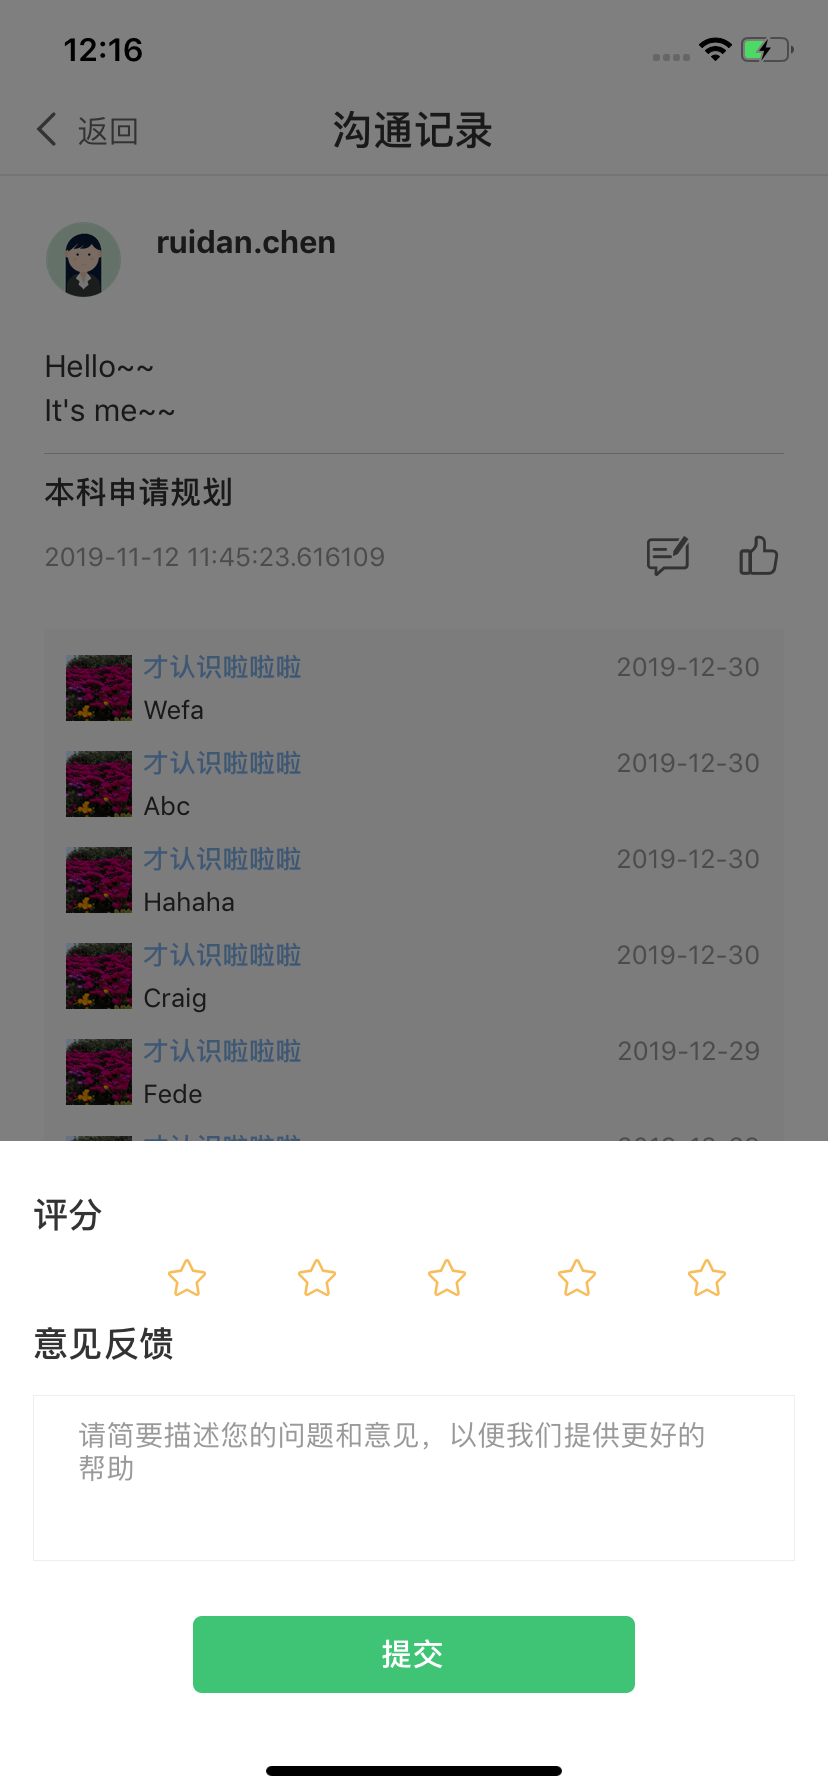 12:16
返回
沟通记录
ruidan.chen
Hello~~
It's me~~
本科申请规划
2019-11-12 11:45:23.616109
才认识啦啦啦 2019-12-30
Wefa
才认识啦啦啦 2019-12-30
Abc
才认识啦啦啦 2019-12-30
Hahaha
才认识啦啦啦 2019-12-30
Craig
才认识啦啦啦 2019-12-29
Fede
评分
意见反馈
请简要描述您的问题和意见，以便我们提供更好的
帮助
提交